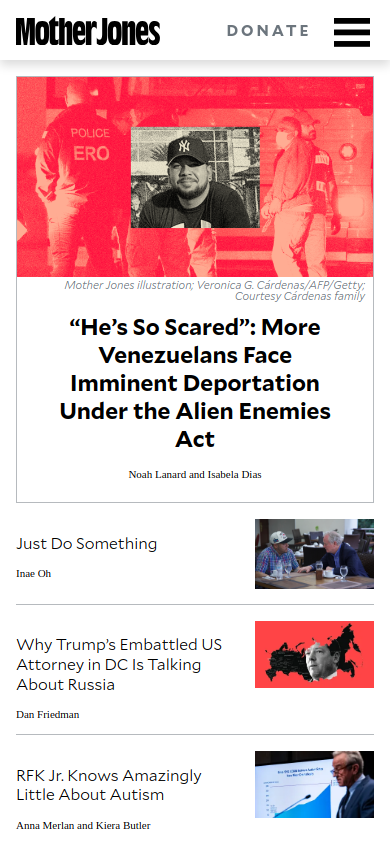 Mother Jones
DONATE
POLICE
ERO
Mother Jones illustration; Veronica G. Cárdenas/AFP/Getty;
Courtesy Cárdenas family
“He’s So Scared”: More
Venezuelans Face
Imminent Deportation
Under the Alien Enemies
Act
Noah Lanard and Isabela Dias
Just Do Something
Inae Oh
Why Trump’s Embattled US
Attorney in DC Is Talking
About Russia
Dan Friedman
RFK Jr. Knows Amazingly
Little About Autism
Anna Merlan and Kiera Butler